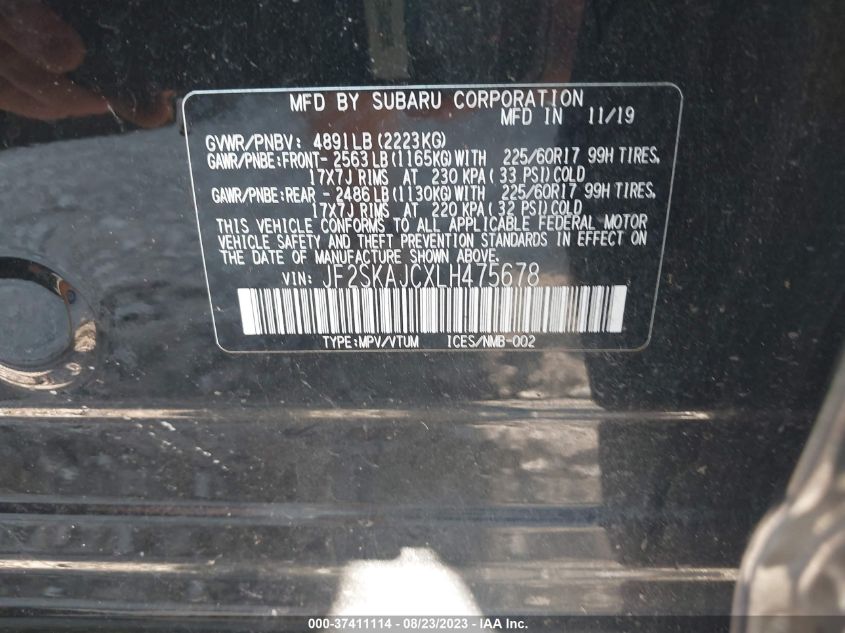 MFD BY SUBARU CORPORATION
MFD IN 11/19
GVWR/PNBV: 4891LB (2223KG)
GAWR/PNBE:FRONT- 2563 LB (1165KG) WITH 225/60R17 99H TIRES,
17X7J RIMS AT 230 KPA ( 33 PSI) COLD
GAWR/PNBE:REAR - 2486 LB (1130KG) WITH 225/60R17 99H TIRES,
17X7J RIMS AT 220 KPA ( 32 PSI) COLD
THIS VEHICLE CONFORMS TO ALL APPLICABLE FEDERAL MOTOR
VEHICLE SAFETY AND THEFT PREVENTION STANDARDS IN EFFECT ON
THE DATE OF MANUFACTURE SHOWN ABOVE.
VIN: JF2SKAJCXLH475678
TYPE:MPV/VTUM ICES/NMB-002
000-37411114 - 08/23/2023 - IAA Inc.